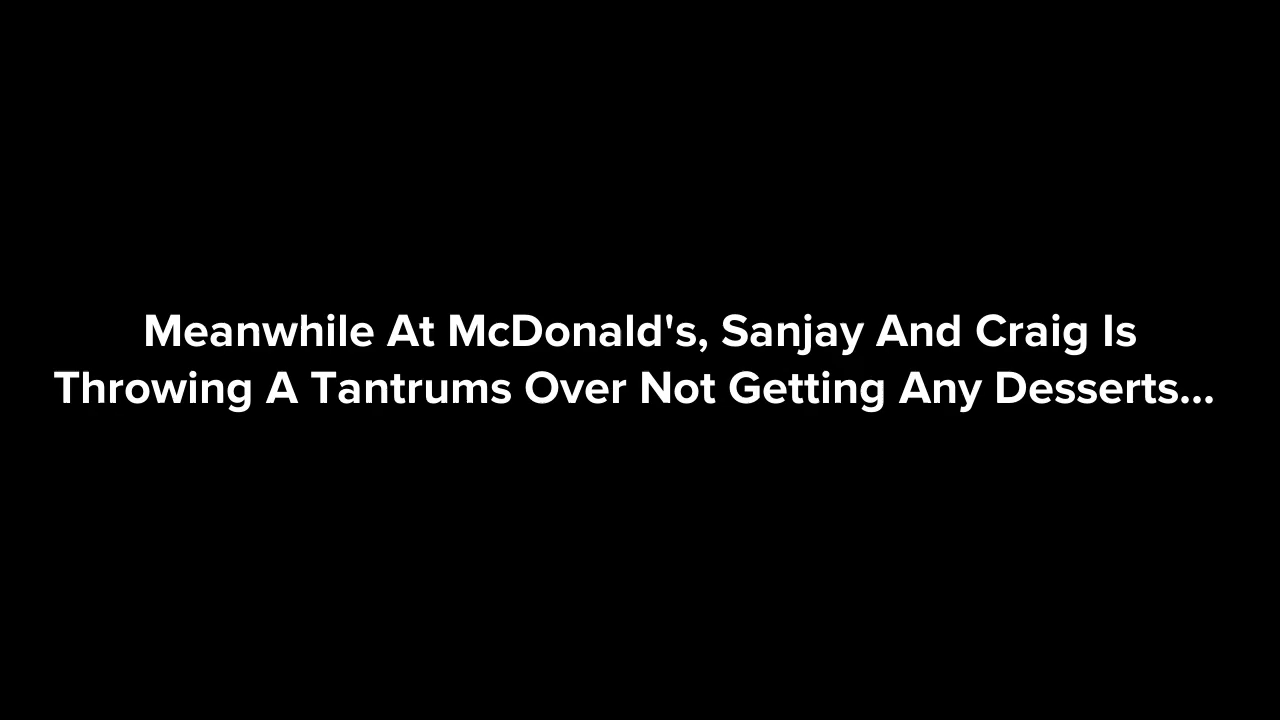 Meanwhile At McDonald's, Sanjay And Craig Is
Throwing A Tantrums Over Not Getting Any Desserts...